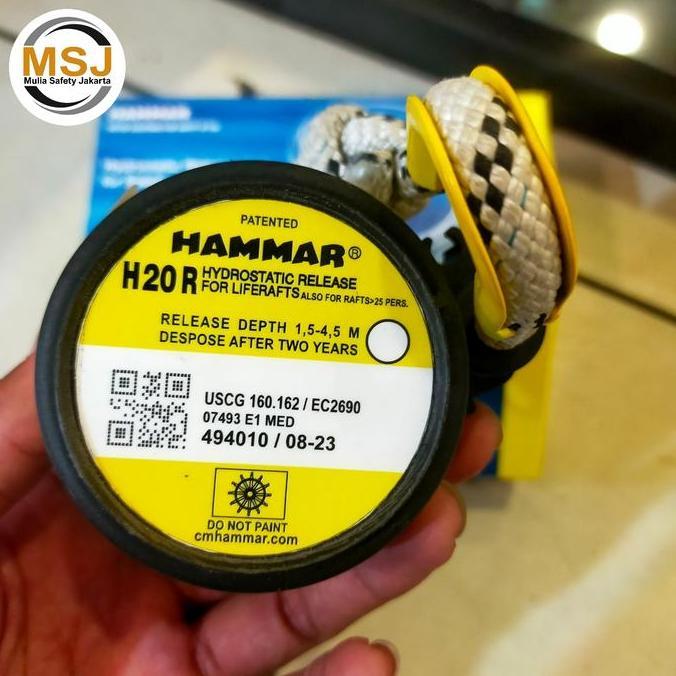 MSJ
Mulia Safety Jakarta
HAMMAR
PATENTED
HAMMAR®
H20 R HYDROSTATIC RELEASE
FOR LIFERAFTS ALSO FOR RAFTS>25 PERS.
RELEASE DEPTH 1,5-4,5 M
DESPOSE AFTER TWO YEARS
USCG 160.162 / EC2690
07493 E1 MED
494010 / 08-23
DO NOT PAINT
cmhammar.com